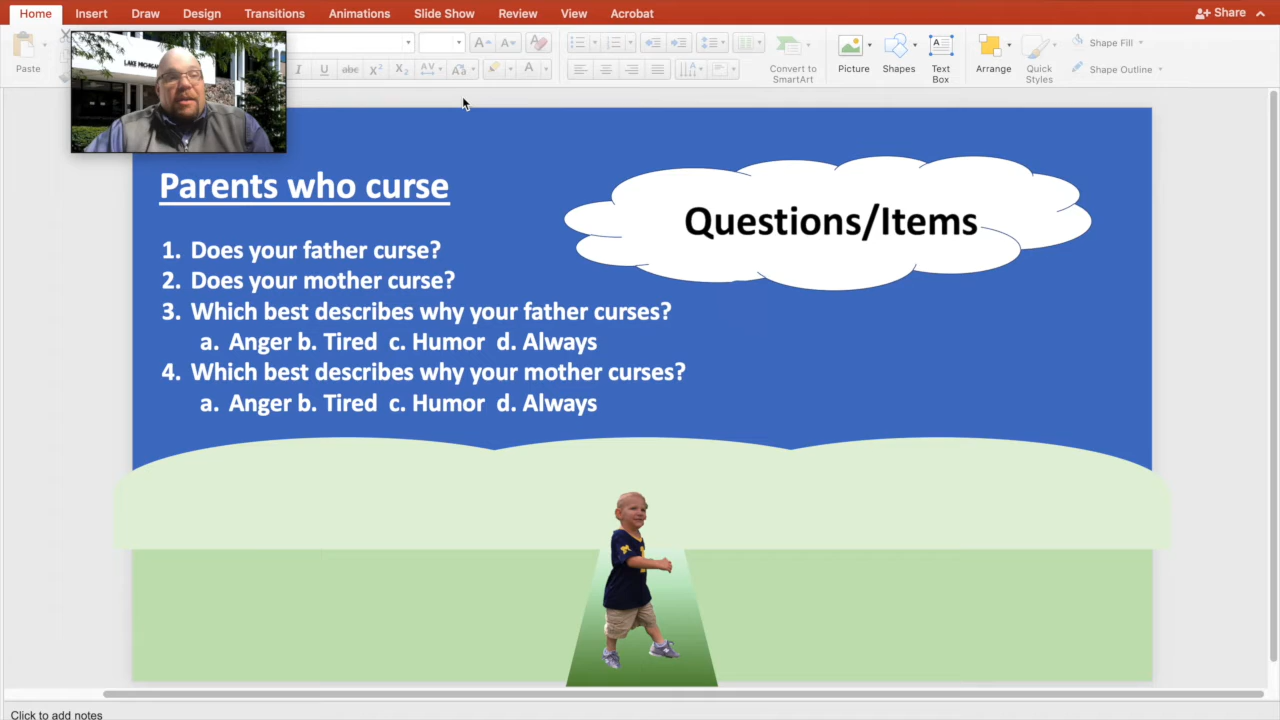 Home Insert Draw Design Transitions Animations Slide Show Review View Acrobat Share
Paste
Convert to SmartArt
Picture Shapes Text Box Arrange Quick Styles
Shape Fill
Shape Outline
LAKE MICHIGAN
Parents who curse
Questions/Items
1. Does your father curse?
2. Does your mother curse?
3. Which best describes why your father curses?
a. Anger b. Tired c. Humor d. Always
4. Which best describes why your mother curses?
a. Anger b. Tired c. Humor d. Always
Click to add notes